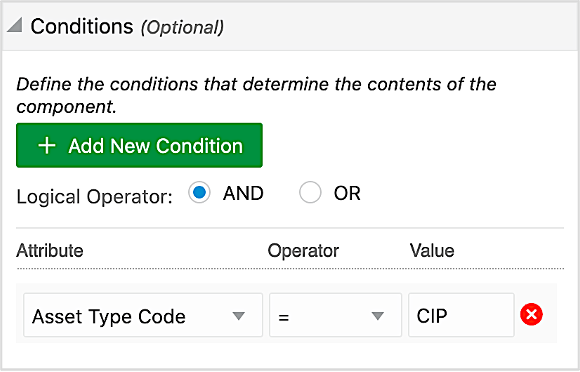 Conditions (Optional)
Define the conditions that determine the contents of the
component.
+ Add New Condition
Logical Operator: AND OR
Attribute Operator Value
Asset Type Code = CIP